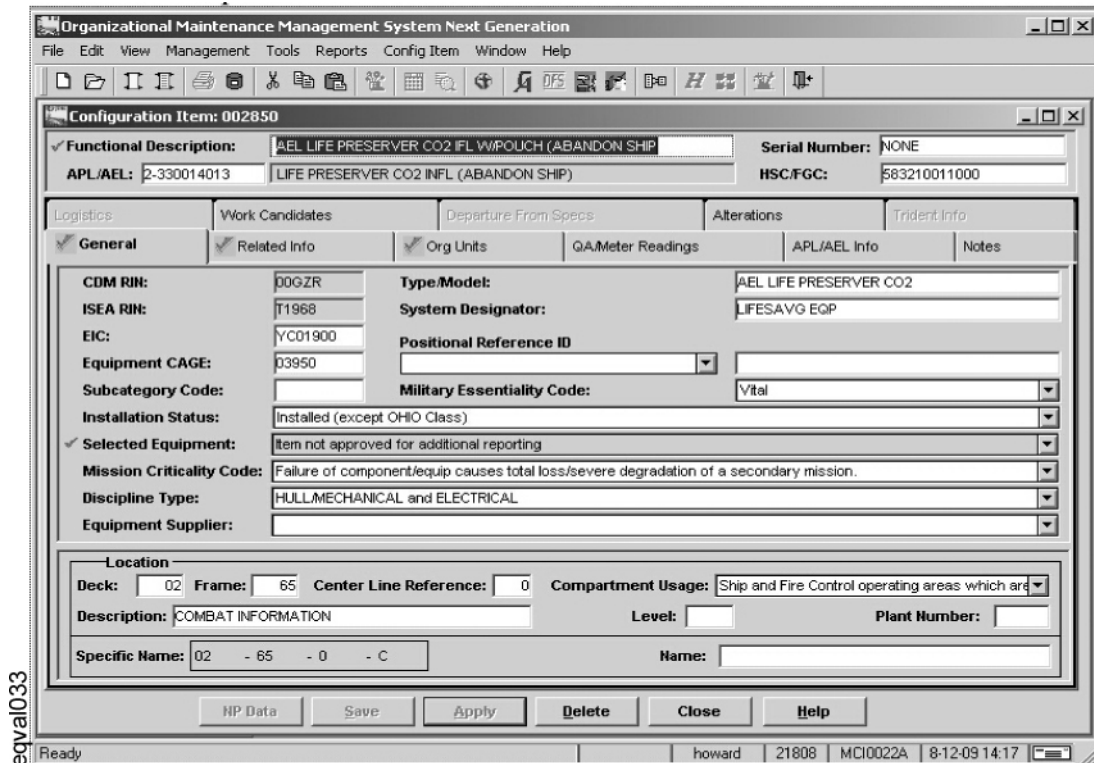 Organizational Maintenance Management System Next Generation
File Edit View Management Tools Reports Config Item Window Help
Configuration Item: 002850
Functional Description: AEL LIFE PRESERVER CO2 IFL W/POUCH (ABANDON SHIP Serial Number: NONE
APL/AEL: 2-330014013 LIFE PRESERVER CO2 INFL (ABANDON SHIP) HSC/FGC: 583210011000
Logistics Work Candidates Departure From Specs Alterations Trident Info
General Related Info Org Units QA/Meter Readings APL/AEL Info Notes
CDM RIN: 00GZR Type/Model: AEL LIFE PRESERVER CO2
ISEA RIN: T1968 System Designator: LIFESAVG EQP
EIC: YC01900 Positional Reference ID
Equipment CAGE: 03950
Subcategory Code: Military Essentiality Code: Vital
Installation Status: Installed (except OHIO Class)
Selected Equipment: Item not approved for additional reporting
Mission Criticality Code: Failure of component/equip causes total loss/severe degradation of a secondary mission.
Discipline Type: HULL/MECHANICAL and ELECTRICAL
Equipment Supplier:
Location
Deck: 02 Frame: 65 Center Line Reference: 0 Compartment Usage: Ship and Fire Control operating areas which are
Description: COMBAT INFORMATION Level: Plant Number:
Specific Name: 02 - 65 - 0 - C Name:
NP Data Save Apply Delete Close Help
Ready howard 21808 MCI0022A 8-12-09 14:17
eqval033